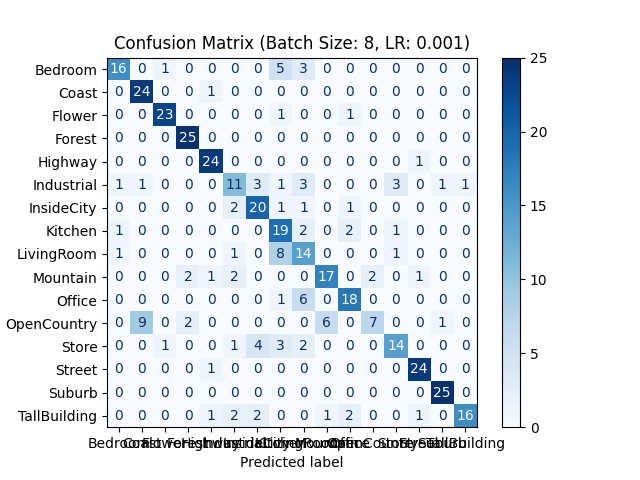 Confusion Matrix (Batch Size: 8, LR: 0.001)
Bedroom 16 0 1 0 0 0 0 5 3 0 0 0 0 0 0 0
Coast 0 24 0 0 1 0 0 0 0 0 0 0 0 0 0 0
Flower 0 0 23 0 0 0 0 1 0 0 1 0 0 0 0 0
Forest 0 0 0 25 0 0 0 0 0 0 0 0 0 0 0 0
Highway 0 0 0 0 24 0 0 0 0 0 0 0 0 1 0 0
Industrial 1 1 0 0 0 11 3 1 3 0 0 0 3 0 1 1
InsideCity 0 0 0 0 0 2 20 1 1 0 1 0 0 0 0 0
Kitchen 1 0 0 0 0 0 0 19 2 0 2 0 1 0 0 0
LivingRoom 1 0 0 0 0 1 0 8 14 0 0 0 1 0 0 0
Mountain 0 0 0 2 1 2 0 0 0 17 0 2 0 1 0 0
Office 0 0 0 0 0 0 0 1 6 0 18 0 0 0 0 0
OpenCountry 0 9 0 2 0 0 0 0 0 6 0 7 0 0 1 0
Store 0 0 1 0 0 1 4 3 2 0 0 0 14 0 0 0
Street 0 0 0 0 1 0 0 0 0 0 0 0 0 24 0 0
Suburb 0 0 0 0 0 0 0 0 0 0 0 0 0 0 25 0
TallBuilding 0 0 0 0 1 2 2 0 0 1 2 0 0 1 0 16
Predicted label
25
20
15
10
5
0